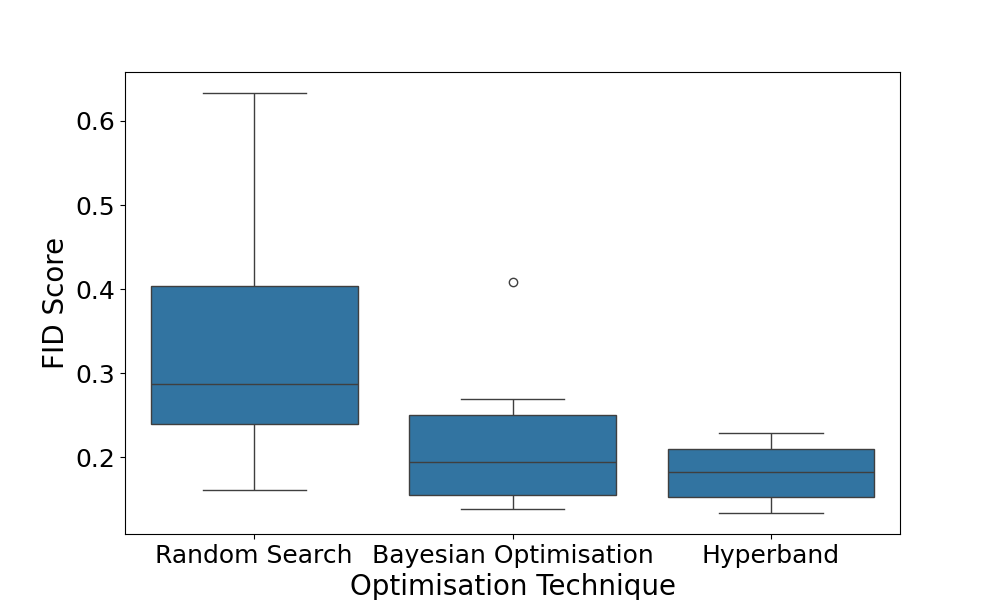 FID Score
0.6
0.5
0.4
0.3
0.2
Random Search Bayesian Optimisation Hyperband
Optimisation Technique